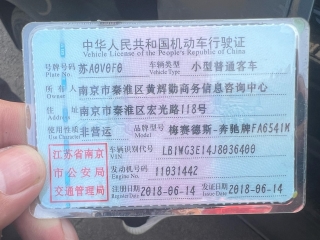 中华人民共和国机动车行驶证
Vehicle License of the People's Republic of China
号牌号码 苏A0V0F0 车辆类型 小型普通客车
Plate No. Vehicle Type
所有人 南京市秦淮区黄辉勤商务信息咨询中心
Owner
住址 南京市秦淮区宏光路118号
Address
使用性质 非营运 品牌型号 梅赛德斯-奔驰牌FA6541K
Use Character Model
江苏省南京
市公安局
交通管理局
车辆识别代号 LB1WG3E14J8036400
VIN
发动机号码 11031442
Engine No.
注册日期 2018-06-14 发证日期 2018-06-14
Register Date Issue Date